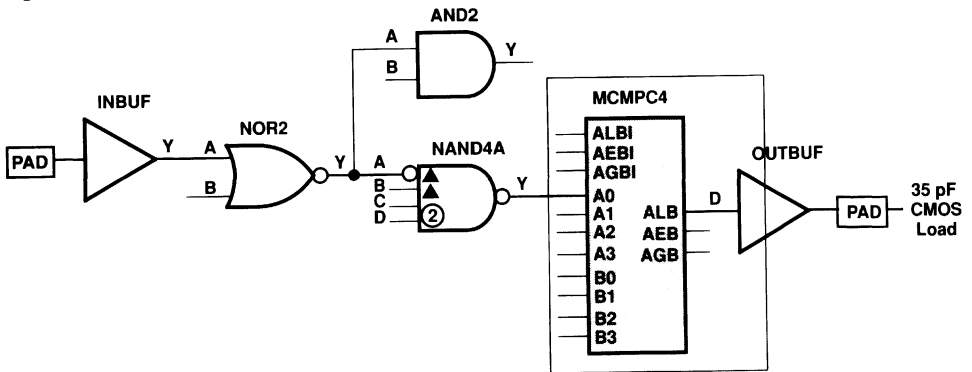 AND2
A
B
Y
INBUF
NOR2
MCMPC4
PAD
Y
A
B
Y
NAND4A
A
B
C
D
2
Y
ALBI
AEBI
AGBI
A0
A1
A2
A3
B0
B1
B2
B3
ALB
AEB
AGB
OUTBUF
D
PAD
35 pF
CMOS
Load